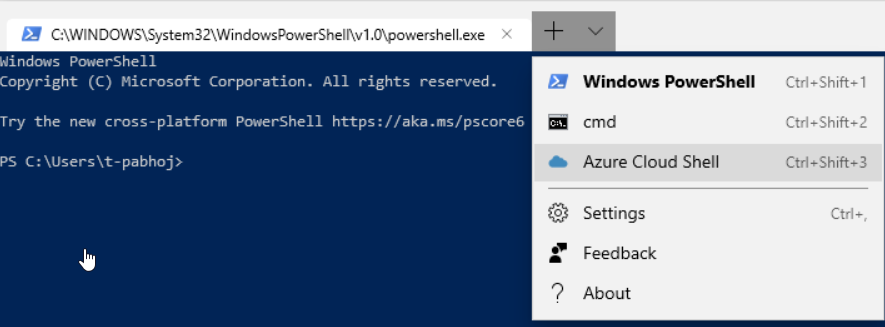 C:\WINDOWS\System32\WindowsPowerShell\v1.0\powershell.exe
Windows PowerShell
Copyright (C) Microsoft Corporation. All rights reserved.
Try the new cross-platform PowerShell https://aka.ms/pscore6
PS C:\Users\t-pabhoj>
Windows PowerShell Ctrl+Shift+1
cmd Ctrl+Shift+2
Azure Cloud Shell Ctrl+Shift+3
Settings Ctrl+,
Feedback
About